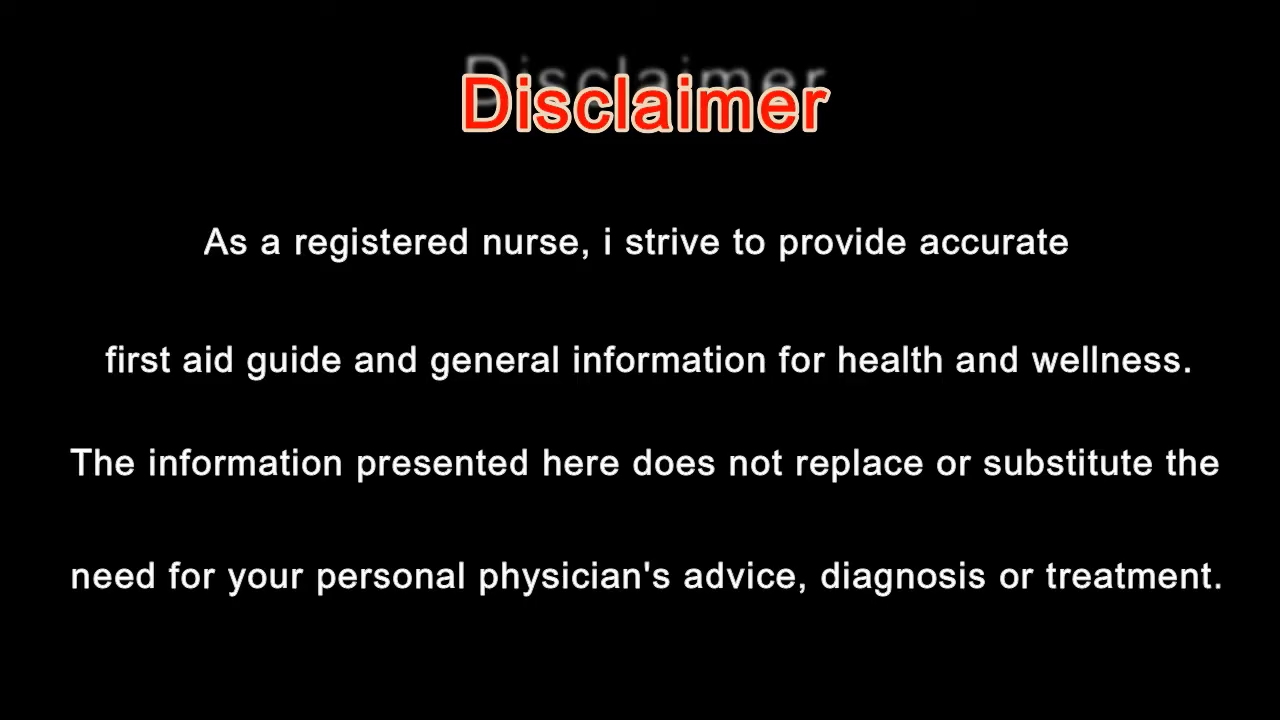 Disclaimer
As a registered nurse, i strive to provide accurate
first aid guide and general information for health and wellness.
The information presented here does not replace or substitute the
need for your personal physician's advice, diagnosis or treatment.